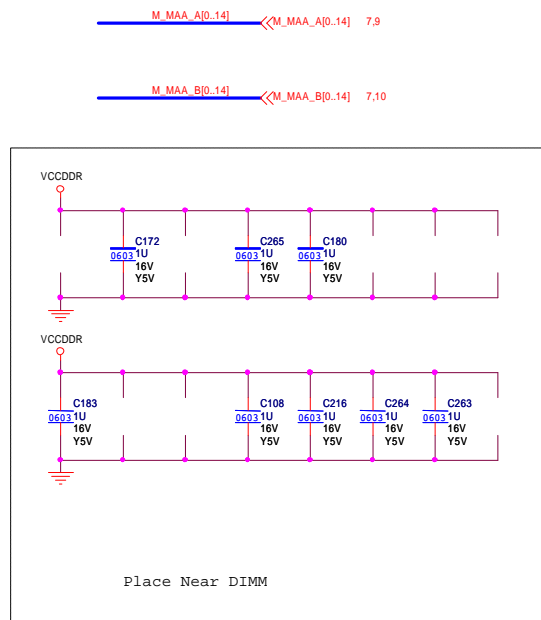 M_MAA_A[0..14] M_MAA_A[0..14] 7,9
M_MAA_B[0..14] M_MAA_B[0..14] 7,10
VCCDDR
C172 C265 C180
0603 1U 0603 1U 0603 1U
16V 16V 16V
Y5V Y5V Y5V
VCCDDR
C183 C108 C216 C264 C263
0603 1U 0603 1U 0603 1U 0603 1U 0603 1U
16V 16V 16V 16V 16V
Y5V Y5V Y5V Y5V Y5V
Place Near DIMM